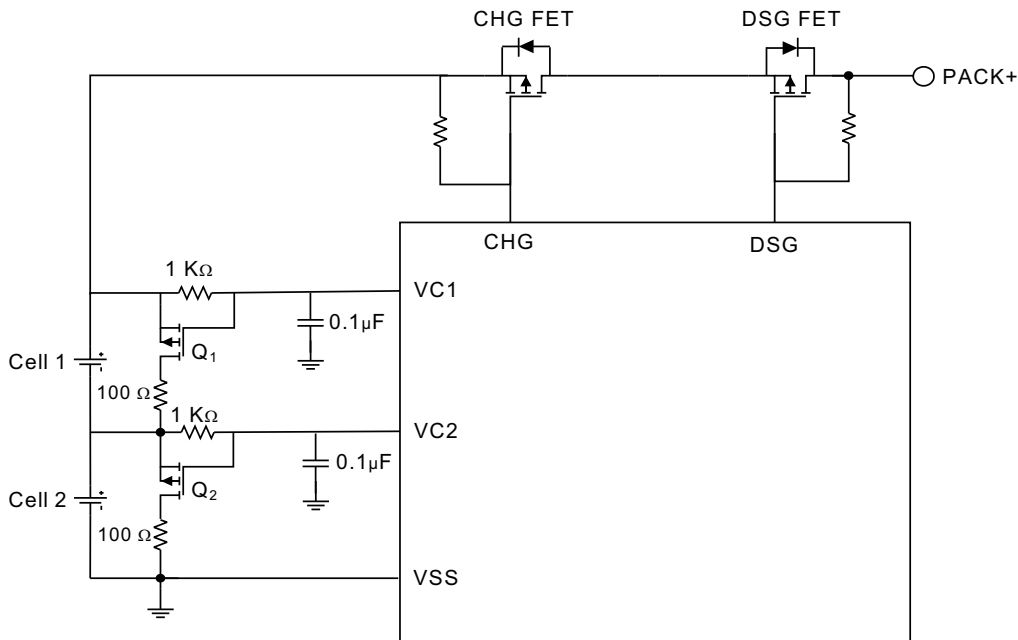 CHG FET
DSG FET
PACK+
CHG
DSG
1 KΩ
VC1
0.1µF
Q1
Cell 1
100 Ω
1 KΩ
VC2
0.1µF
Q2
Cell 2
100 Ω
VSS